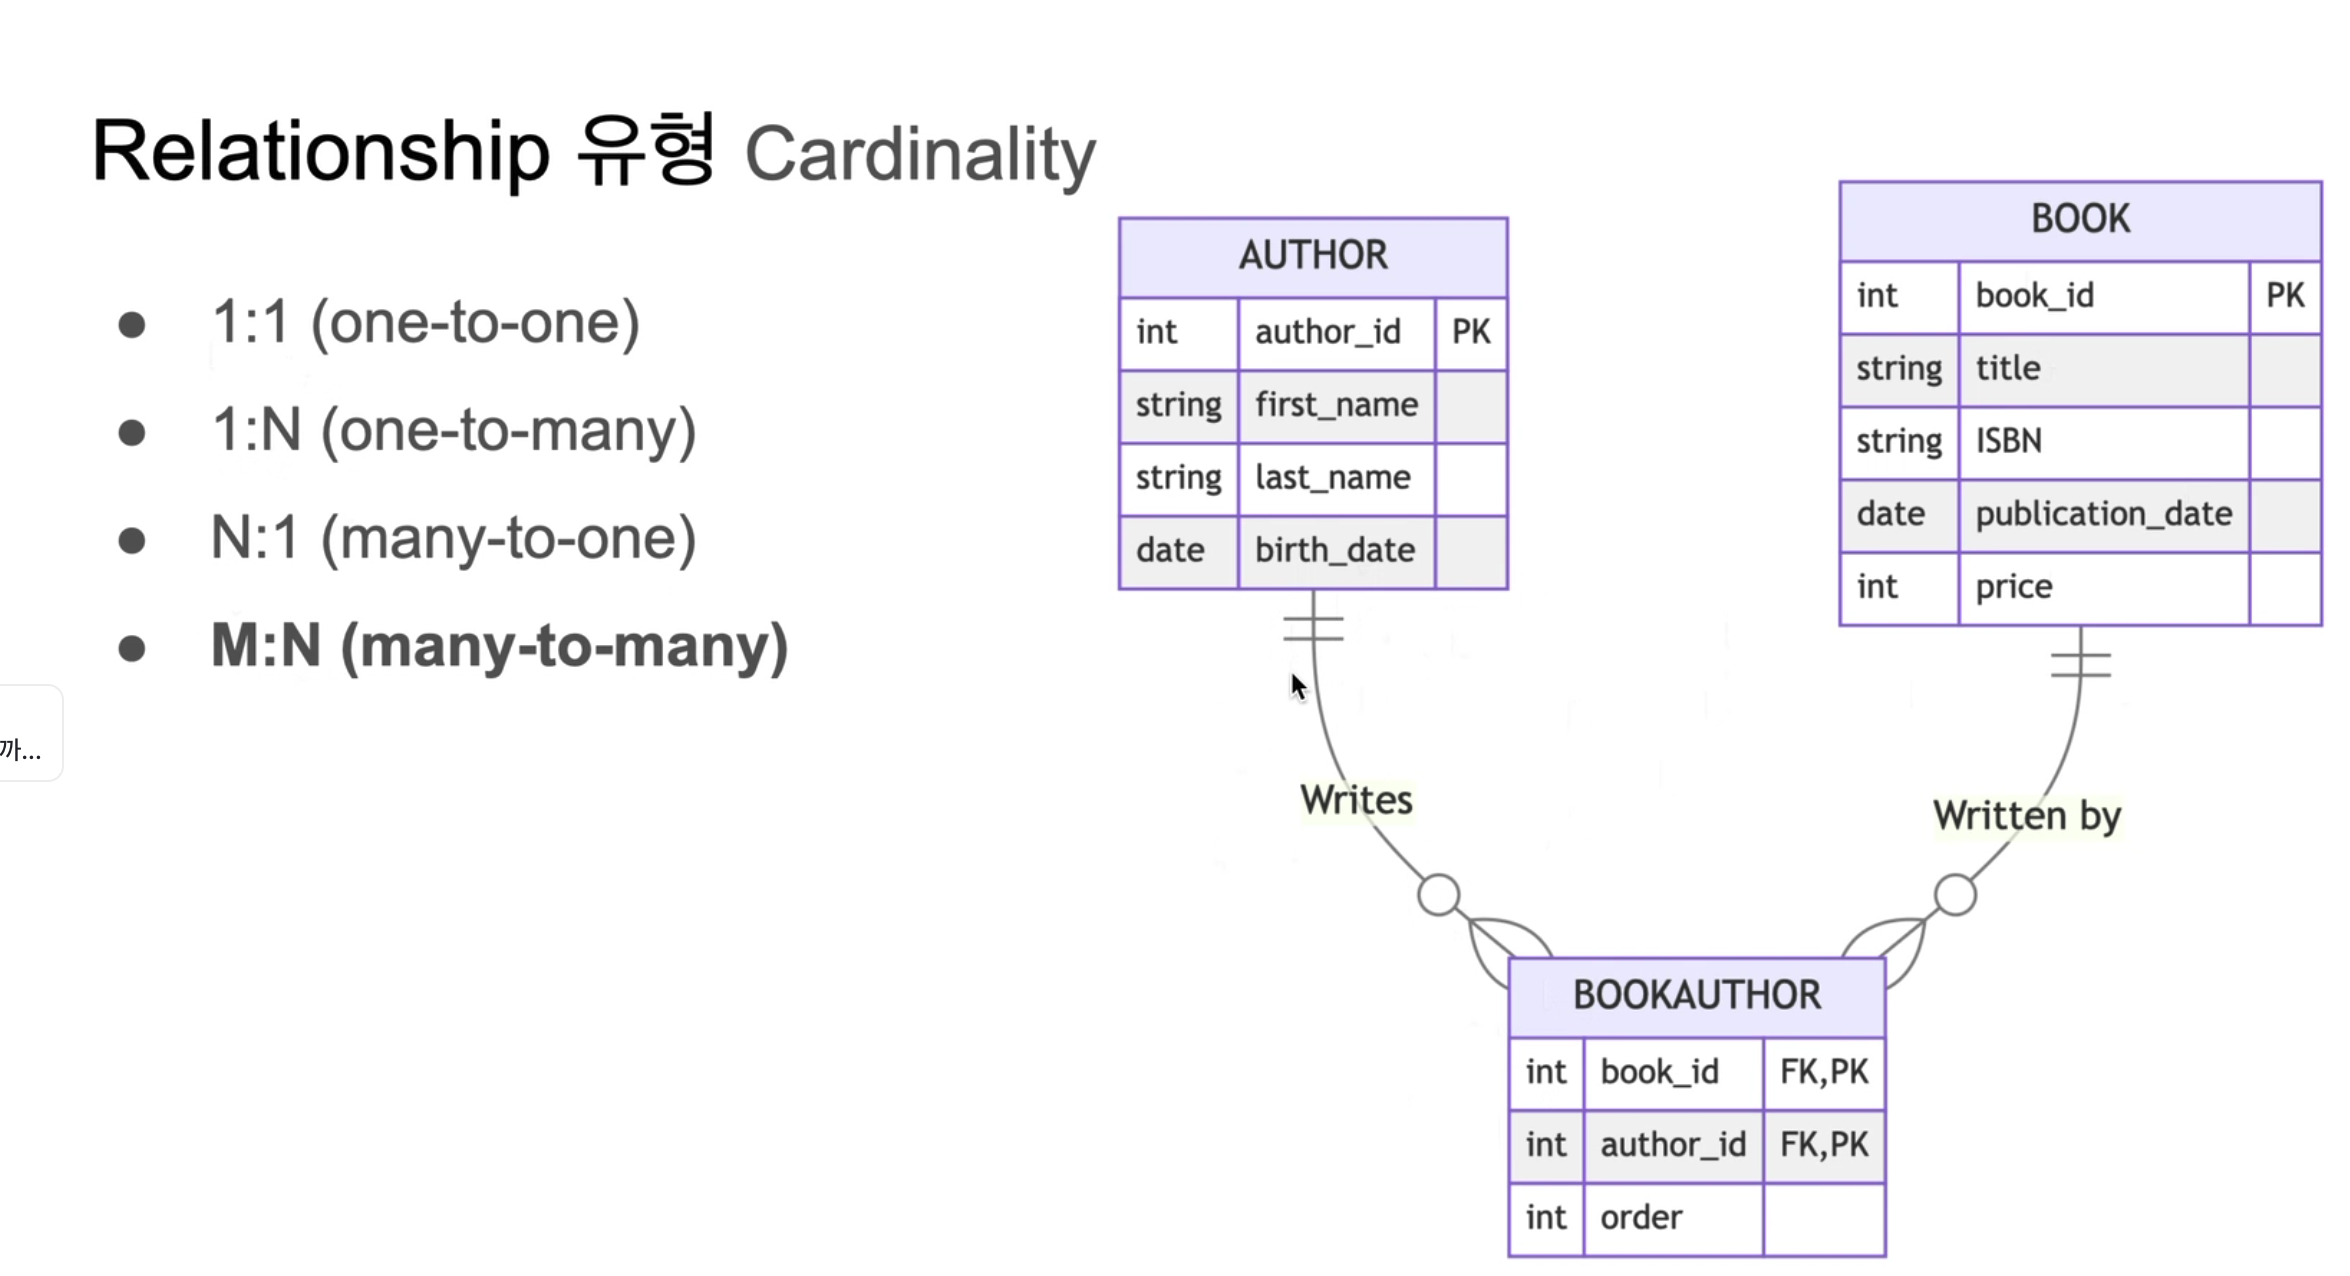 Relationship 유형 Cardinality
● 1:1 (one-to-one)
● 1:N (one-to-many)
● N:1 (many-to-one)
● M:N (many-to-many)
까...
AUTHOR
int author_id PK
string first_name
string last_name
date birth_date
BOOK
int book_id PK
string title
string ISBN
date publication_date
int price
Writes
Written by
BOOKAUTHOR
int book_id FK,PK
int author_id FK,PK
int order